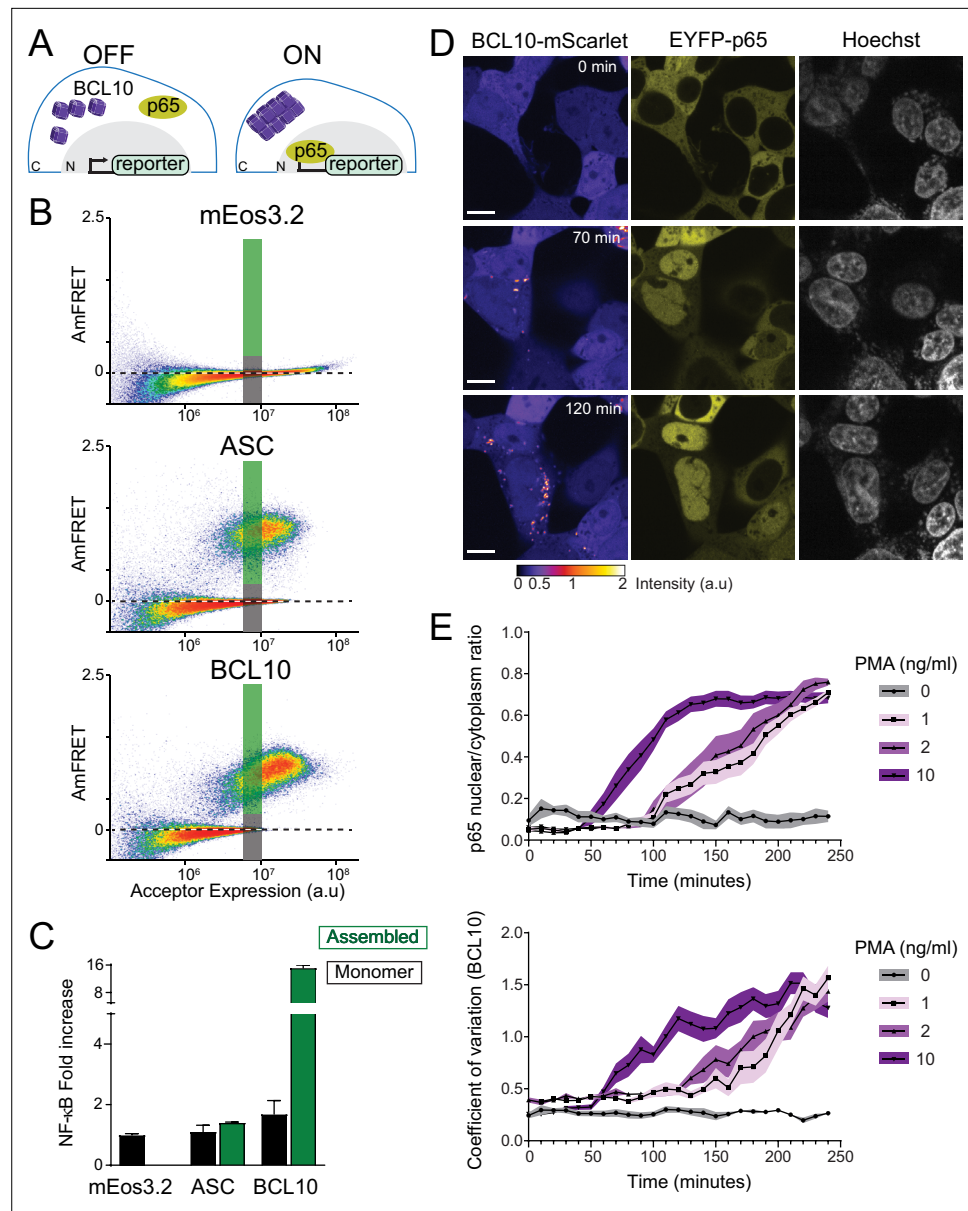 A
OFF
ON
BCL10
p65
C
N
reporter
p65
C
N
reporter
B
mEos3.2
2.5
AmFRET
0
10⁶
10⁷
10⁸
ASC
2.5
AmFRET
0
10⁶
10⁷
10⁸
BCL10
2.5
AmFRET
0
10⁶
10⁷
10⁸
Acceptor Expression (a.u)
C
Assembled
Monomer
16
8
4
2
0
NF-κB Fold increase
mEos3.2
ASC
BCL10
D
BCL10-mScarlet
EYFP-p65
Hoechst
0 min
70 min
120 min
0 0.5 1 2 Intensity (a.u)
E
p65 nuclear/cytoplasm ratio
1.0
0.8
0.6
0.4
0.2
0.0
0 50 100 150 200 250
Time (minutes)
PMA (ng/ml)
0
1
2
10
Coefficient of variation (BCL10)
2.0
1.5
1.0
0.5
0.0
0 50 100 150 200 250
Time (minutes)
PMA (ng/ml)
0
1
2
10